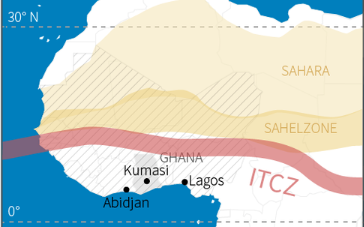 30° N
SAHARA
SAHELZONE
GHANA
Kumasi
Lagos
ITCZ
Abidjan
0°